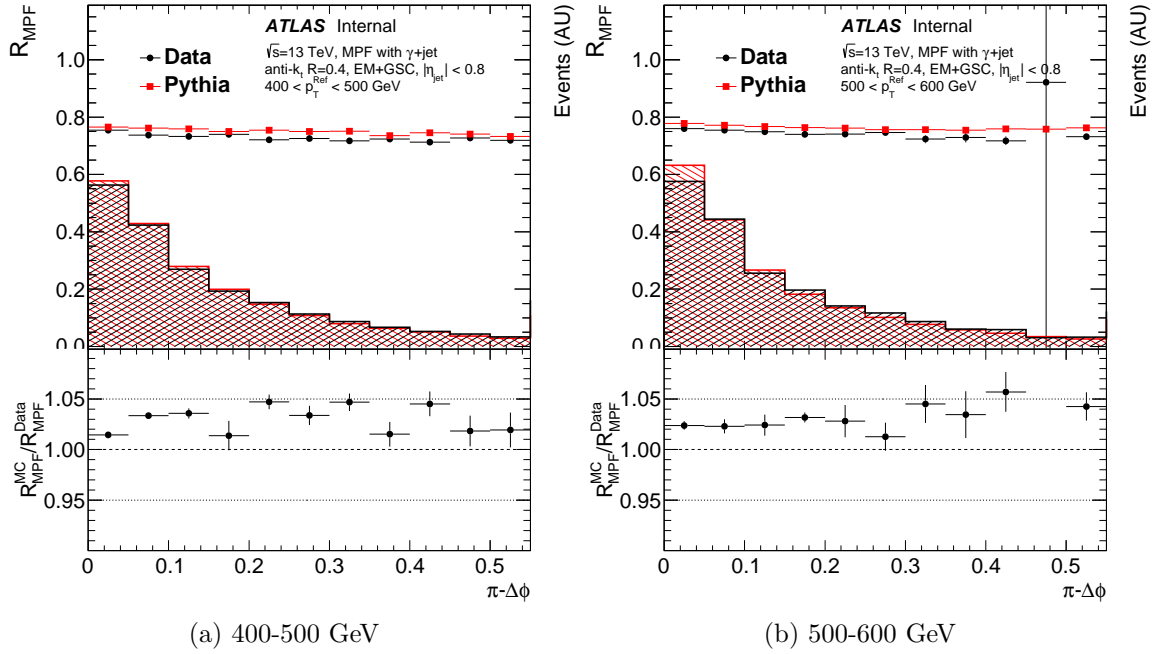 R_MPF
ATLAS Internal
√s=13 TeV, MPF with γ+jet
anti-k_t R=0.4, EM+GSC, |η_jet| < 0.8
400 < p_T^Ref < 500 GeV
Data
Pythia
Events (AU)
1.0
0.8
0.6
0.4
0.2
0.0
R_MPF^MC/R_MPF^Data
1.05
1.00
0.95
0 0.1 0.2 0.3 0.4 0.5
π-Δϕ
(a) 400-500 GeV
R_MPF
ATLAS Internal
√s=13 TeV, MPF with γ+jet
anti-k_t R=0.4, EM+GSC, |η_jet| < 0.8
500 < p_T^Ref < 600 GeV
Data
Pythia
Events (AU)
1.0
0.8
0.6
0.4
0.2
0.0
R_MPF^MC/R_MPF^Data
1.05
1.00
0.95
0 0.1 0.2 0.3 0.4 0.5
π-Δϕ
(b) 500-600 GeV